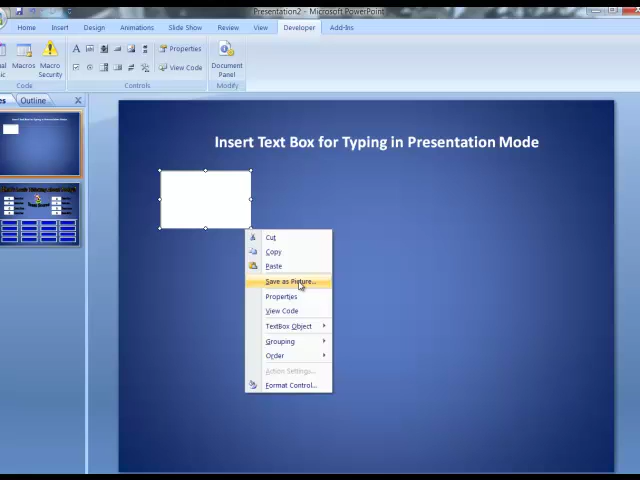 Presentation2 - Microsoft PowerPoint
Home Insert Design Animations Slide Show Review View Developer Add-Ins
Macros Macro Security
Properties
View Code
Document Panel
Code Controls Modify
Outline
Insert Text Box for Typing in Presentation Mode
Cut
Copy
Paste
Save as Picture...
Properties
View Code
TextBox Object
Grouping
Order
Action Settings...
Format Control...